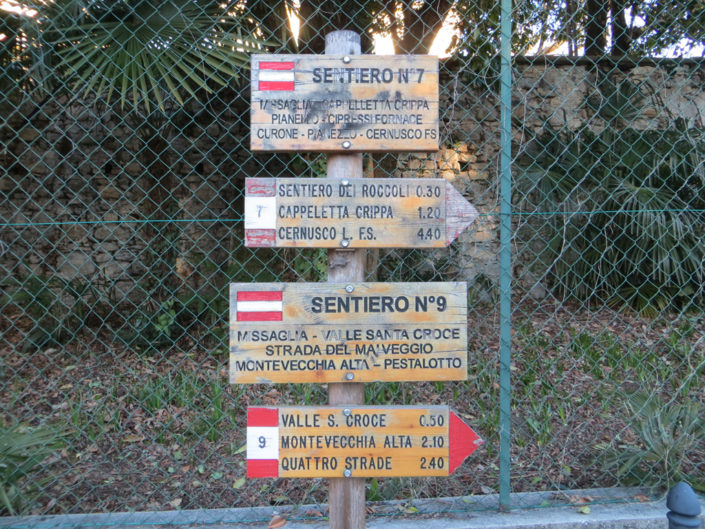 SENTIERO N°7
MISSAGLIA - CAPPELLETTA CRIPPA
PIANEZZO - CIPRESSI FORNACE
CURONE - PIANEZZO - CERNUSCO FS
7
SENTIERO DEI ROCCOLI 0.30
CAPPELETTA CRIPPA 1.20
CERNUSCO L. F.S. 4.40
SENTIERO N°9
MISSAGLIA - VALLE SANTA CROCE
STRADA DEL MALVEGGIO
MONTEVECCHIA ALTA - PESTALOTTO
9
VALLE S. CROCE 0.50
MONTEVECCHIA ALTA 2.10
QUATTRO STRADE 2.40